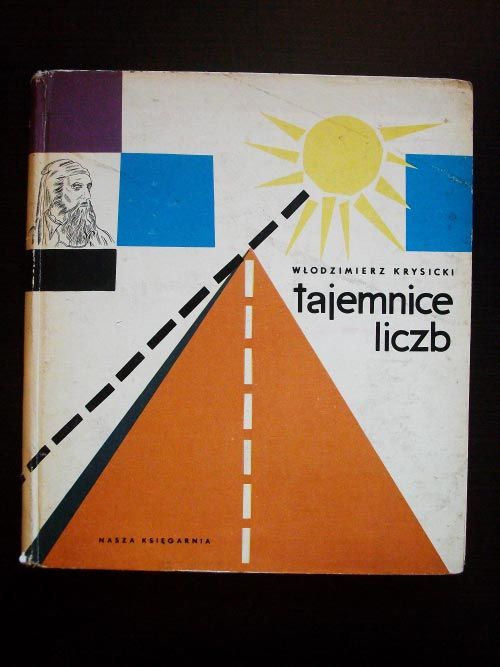 WŁODZIMIERZ KRYSICKI
tajemnice
liczb
NASZA KSIĘGARNIA